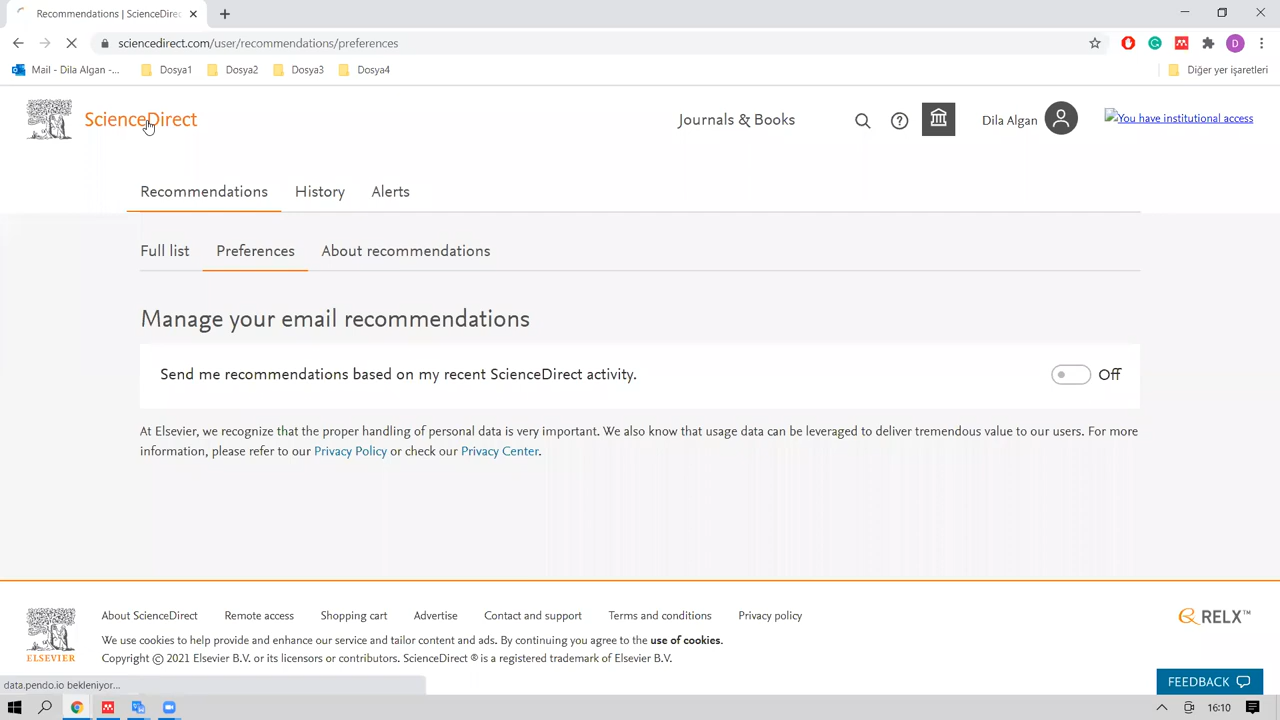 Recommendations | ScienceDirec
sciencedirect.com/user/recommendations/preferences
D
Mail - Dila Algan -...
Dosya1
Dosya2
Dosya3
Dosya4
Diğer yer işaretleri
ScienceDirect
Journals & Books
Dila Algan
You have institutional access
Recommendations
History
Alerts
Full list
Preferences
About recommendations
Manage your email recommendations
Send me recommendations based on my recent ScienceDirect activity.
Off
At Elsevier, we recognize that the proper handling of personal data is very important. We also know that usage data can be leveraged to deliver tremendous value to our users. For more
information, please refer to our Privacy Policy or check our Privacy Center.
About ScienceDirect
Remote access
Shopping cart
Advertise
Contact and support
Terms and conditions
Privacy policy
RELX™
We use cookies to help provide and enhance our service and tailor content and ads. By continuing you agree to the use of cookies.
ELSEVIER
Copyright © 2021 Elsevier B.V. or its licensors or contributors. ScienceDirect ® is a registered trademark of Elsevier B.V.
FEEDBACK
data.pendo.io bekleniyor...
16:10